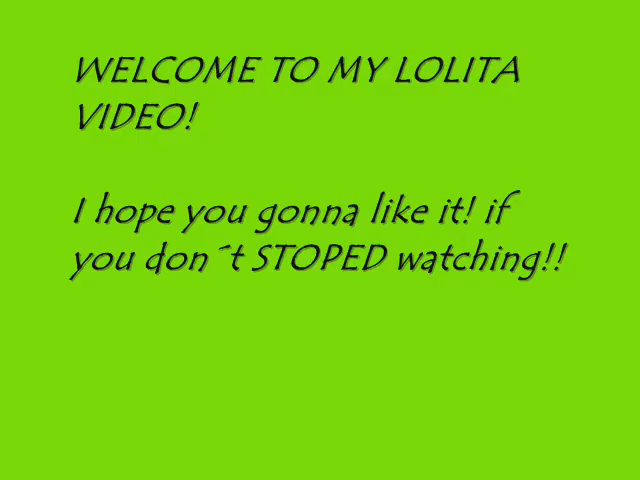 WELCOME TO MY LOLITA
VIDEO!
I hope you gonna like it! if
you don´t STOPED watching!!